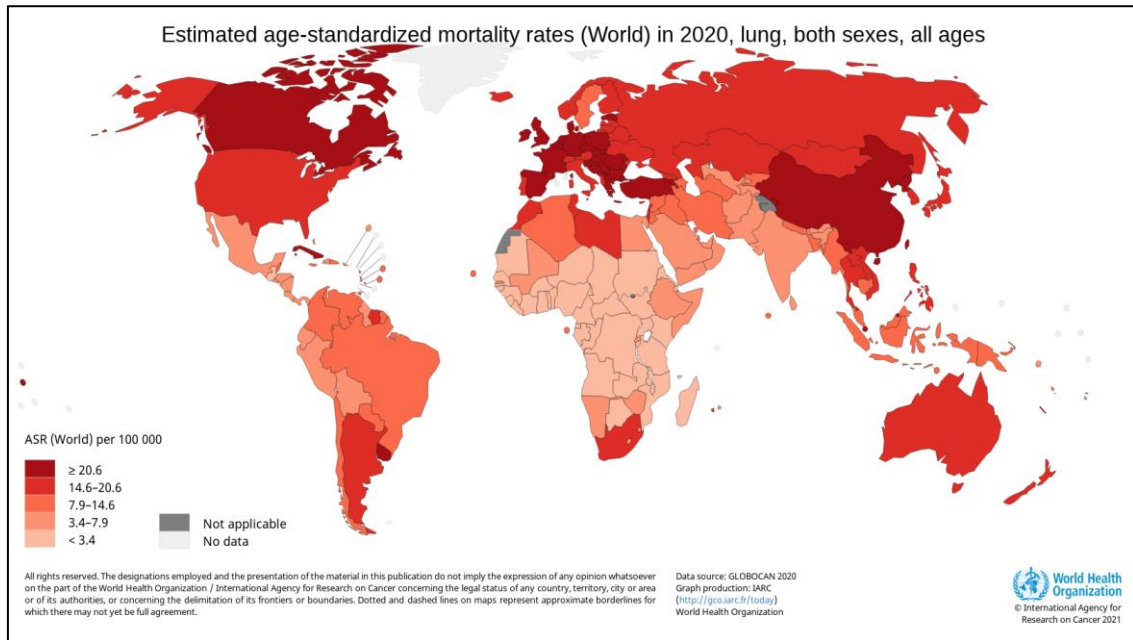 Estimated age-standardized mortality rates (World) in 2020, lung, both sexes, all ages
ASR (World) per 100 000
≥ 20.6
14.6–20.6
7.9–14.6
3.4–7.9
< 3.4
Not applicable
No data
All rights reserved. The designations employed and the presentation of the material in this publication do not imply the expression of any opinion whatsoever
on the part of the World Health Organization / International Agency for Research on Cancer concerning the legal status of any country, territory, city or area
or of its authorities, or concerning the delimitation of its frontiers or boundaries. Dotted and dashed lines on maps represent approximate borderlines for
which there may not yet be full agreement.
Data source: GLOBOCAN 2020
Graph production: IARC
(http://gco.iarc.fr/today)
World Health Organization
World Health
Organization
© International Agency for
Research on Cancer 2021